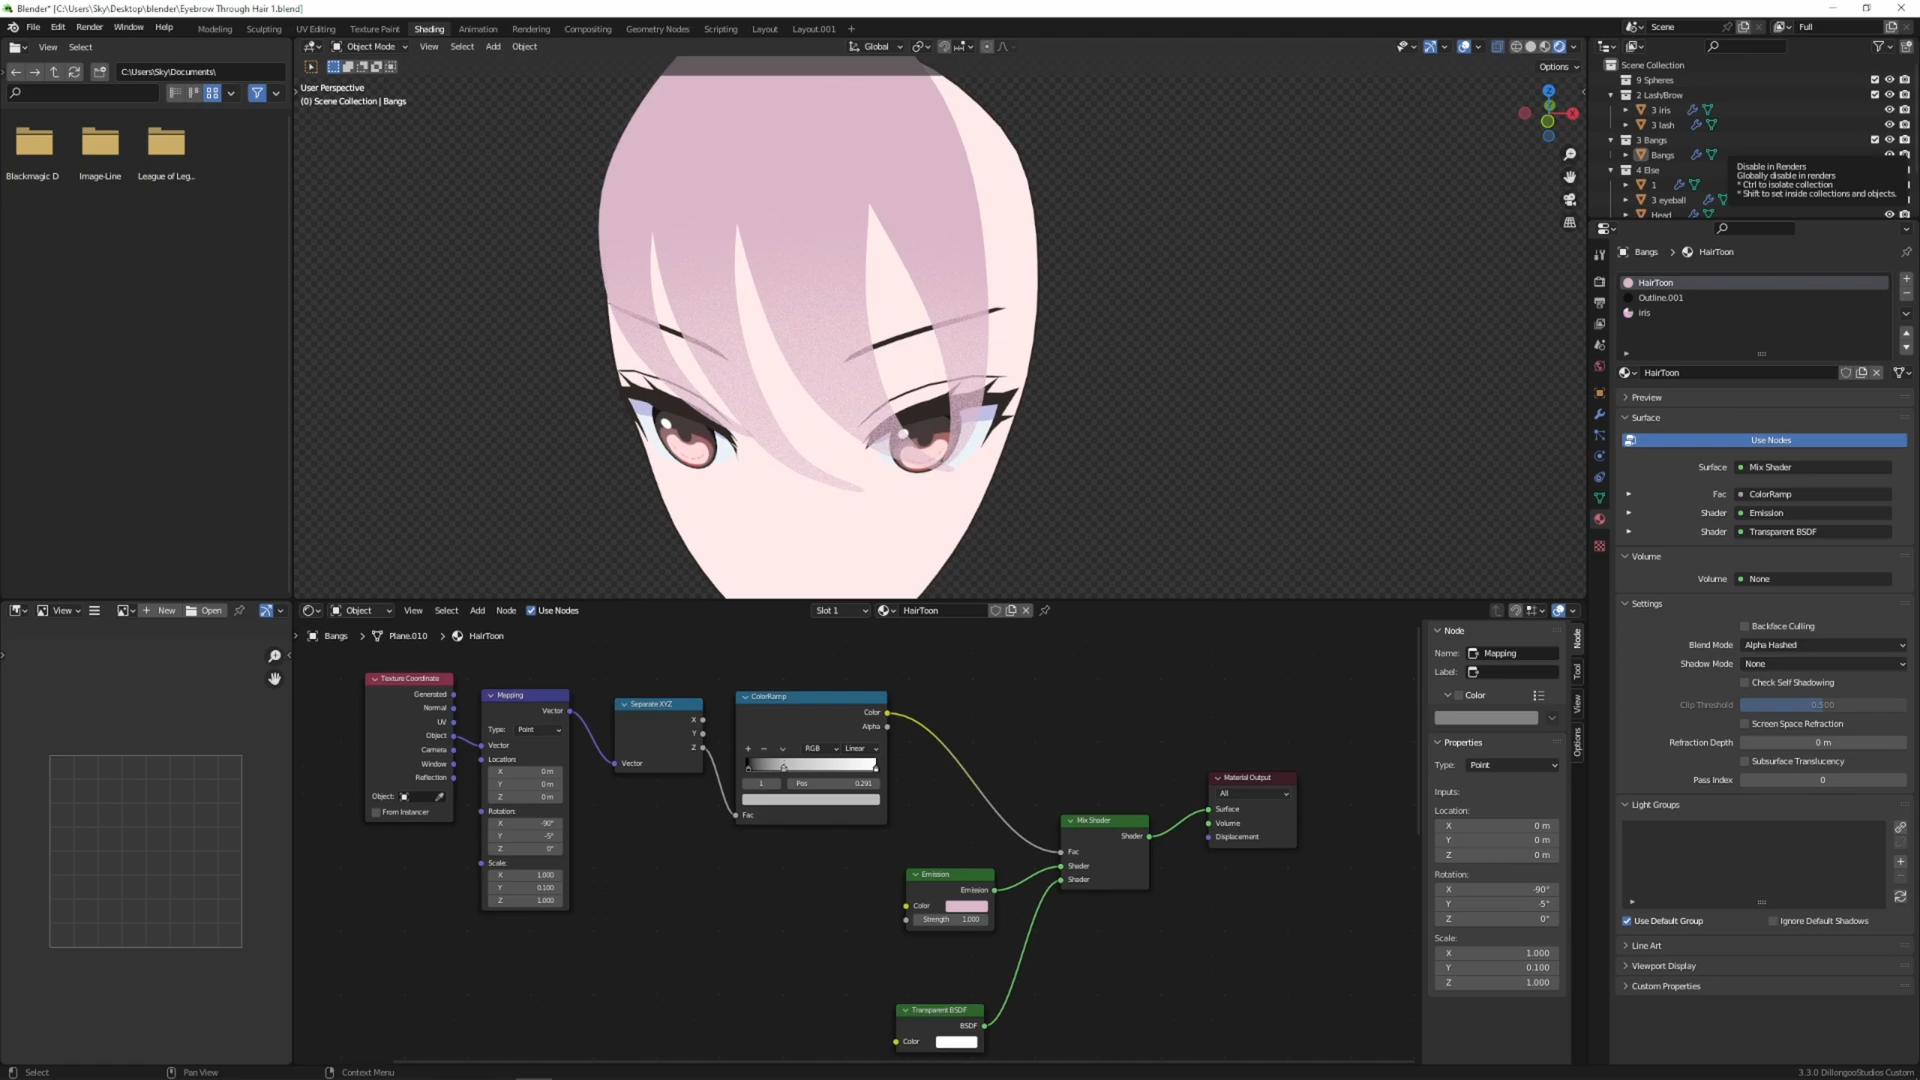 Blender* [C:\Users\Sky\Desktop\blender\Eyebrow Through Hair 1.blend]
File Edit Render Window Help
Modeling Sculpting UV Editing Texture Paint Shading Animation Rendering Compositing Geometry Nodes Scripting Layout Layout.001 +
Scene
Full
View Select
Object Mode View Select Add Object
Global
C:\Users\Sky\Documents\
Options
User Perspective
(0) Scene Collection | Bangs
Blackmagic D
Image-Line
League of Leg...
Z
X
Scene Collection
9 Spheres
2 Lash/Brow
3 iris
3 lash
3 Bangs
Bangs
4 Else
1
3 eyeball
Head
Disable in Renders
Globally disable in renders
* Ctrl to isolate collection
* Shift to set inside collections and objects.
Bangs > HairToon
HairToon
Outline.001
iris
HairToon
Preview
Surface
Use Nodes
Surface Mix Shader
Fac ColorRamp
Shader Emission
Shader Transparent BSDF
Volume
Volume None
Settings
Backface Culling
Blend Mode Alpha Hashed
Shadow Mode None
Check Self Shadowing
Clip Threshold 0.500
Screen Space Refraction
Refraction Depth 0 m
Subsurface Translucency
Pass Index 0
Light Groups
Use Default Group Ignore Default Shadows
Line Art
Viewport Display
Custom Properties
View
New
Open
Object View Select Add Node Use Nodes
Slot 1
HairToon
Bangs > Plane.010 > HairToon
Texture Coordinate
Generated
Normal
UV
Object
Camera
Window
Reflection
Object:
From Instancer
Mapping
Vector
Type: Point
Vector
Location:
X 0 m
Y 0 m
Z 0 m
Rotation:
X -90°
Y -5°
Z 0°
Scale:
X 1.000
Y 0.100
Z 1.000
Separate XYZ
X
Y
Z
Vector
ColorRamp
Color
Alpha
RGB Linear
1 Pos 0.291
Fac
Emission
Emission
Color
Strength 1.000
Transparent BSDF
BSDF
Color
Mix Shader
Shader
Fac
Shader
Shader
Material Output
All
Surface
Volume
Displacement
Node
Name: Mapping
Label:
Color
Properties
Type: Point
Inputs:
Location:
X 0 m
Y 0 m
Z 0 m
Rotation:
X -90°
Y -5°
Z 0°
Scale:
X 1.000
Y 0.100
Z 1.000
Node
Tool
View
Options
Select
Pan View
Context Menu
3.3.0 DillongooStudios Custom